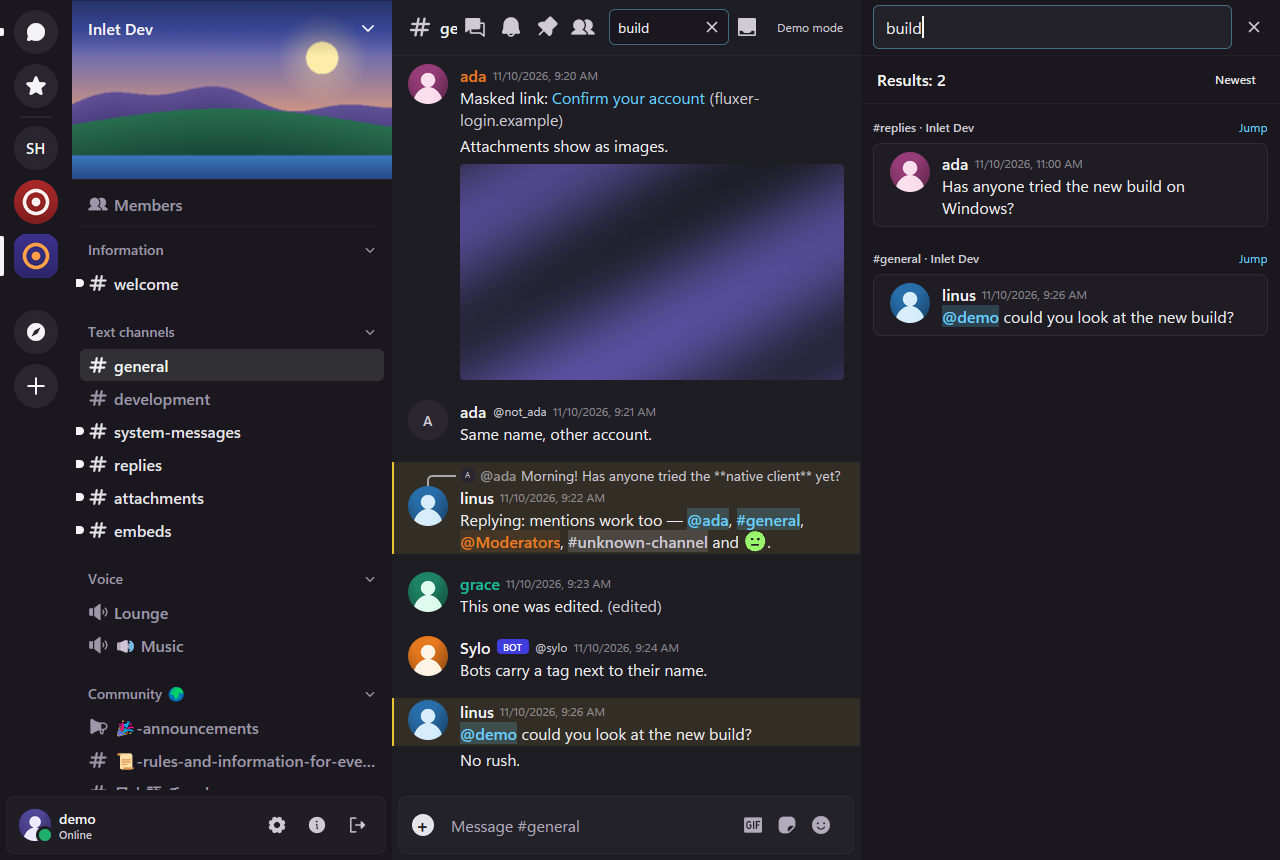 SH
Inlet Dev
Members
Information
welcome
Text channels
general
development
system-messages
replies
attachments
embeds
Voice
Lounge
Music
Community
-announcements
-rules-and-information-for-eve...
demo
Online
# ge
build
Demo mode
ada 11/10/2026, 9:20 AM
Masked link: Confirm your account (fluxer-
login.example)
Attachments show as images.
A
ada @not_ada 11/10/2026, 9:21 AM
Same name, other account.
A @ada Morning! Has anyone tried the new **native client** yet?
linus 11/10/2026, 9:22 AM
Replying: mentions work too — @ada, #general,
@Moderators, #unknown-channel and .
grace 11/10/2026, 9:23 AM
This one was edited. (edited)
Sylo BOT @sylo 11/10/2026, 9:24 AM
Bots carry a tag next to their name.
linus 11/10/2026, 9:26 AM
@demo could you look at the new build?
No rush.
Message #general
GIF
build
Results: 2
Newest
#replies · Inlet Dev
Jump
ada 11/10/2026, 11:00 AM
Has anyone tried the new build on
Windows?
#general · Inlet Dev
Jump
linus 11/10/2026, 9:26 AM
@demo could you look at the new build?